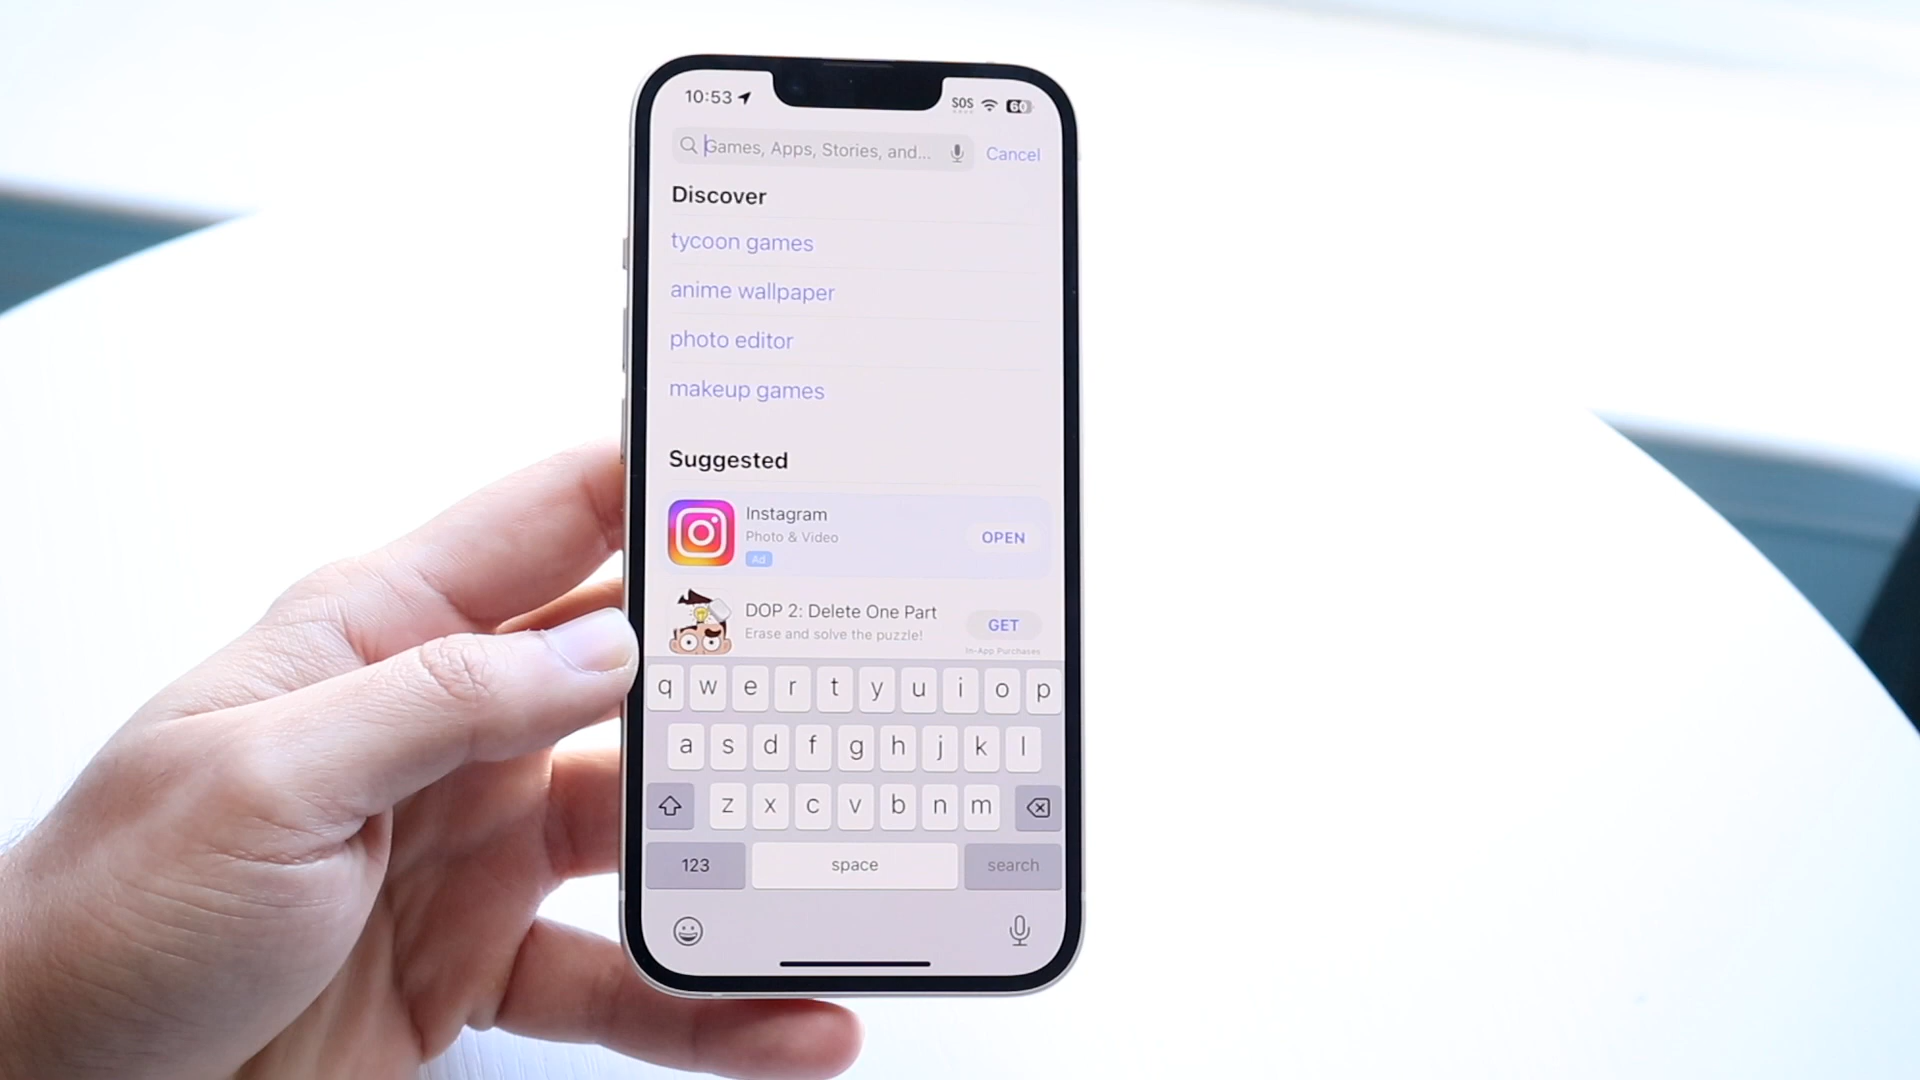 10:53
SOS
60
Games, Apps, Stories, and...
Cancel
Discover
tycoon games
anime wallpaper
photo editor
makeup games
Suggested
Instagram
Photo & Video
Ad
OPEN
DOP 2: Delete One Part
Erase and solve the puzzle!
GET
In-App Purchases
q w e r t y u i o p
a s d f g h j k l
z x c v b n m
123 space search